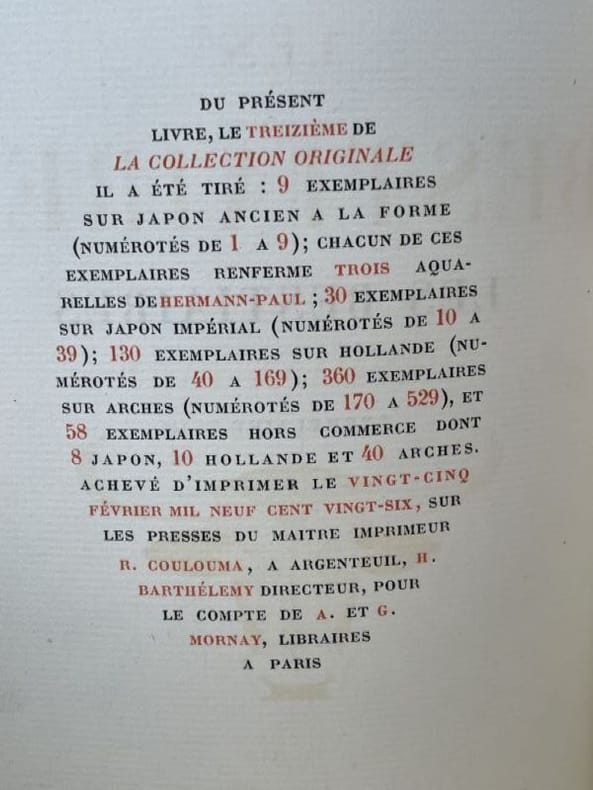 DU PRÉSENT
LIVRE, LE TREIZIÈME DE
LA COLLECTION ORIGINALE
IL A ÉTÉ TIRÉ : 9 EXEMPLAIRES
SUR JAPON ANCIEN A LA FORME
(NUMÉROTÉS DE 1 A 9); CHACUN DE CES
EXEMPLAIRES RENFERME TROIS AQUA-
RELLES DE HERMANN-PAUL ; 30 EXEMPLAIRES
SUR JAPON IMPÉRIAL (NUMÉROTÉS DE 10 A
39); 130 EXEMPLAIRES SUR HOLLANDE (NU-
MÉROTÉS DE 40 A 169); 360 EXEMPLAIRES
SUR ARCHES (NUMÉROTÉS DE 170 A 529), ET
58 EXEMPLAIRES HORS COMMERCE DONT
8 JAPON, 10 HOLLANDE ET 40 ARCHES.
ACHEVÉ D'IMPRIMER LE VINGT-CINQ
FÉVRIER MIL NEUF CENT VINGT-SIX, SUR
LES PRESSES DU MAITRE IMPRIMEUR
R. COULOUMA, A ARGENTEUIL, H.
BARTHÉLEMY DIRECTEUR, POUR
LE COMPTE DE A. ET G.
MORNAY, LIBRAIRES
A PARIS